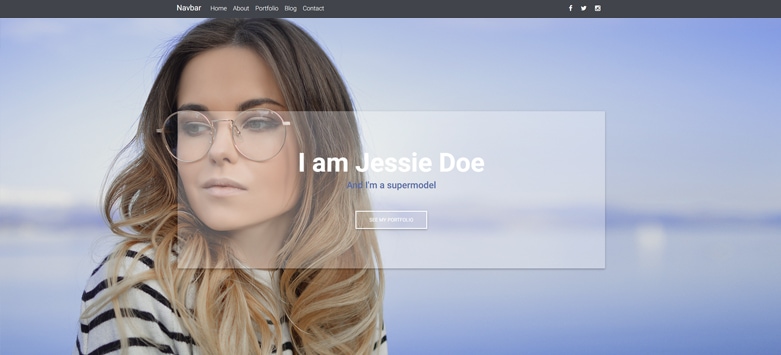 Navbar Home About Portfolio Blog Contact
I am Jessie Doe
And I'm a supermodel
SEE MY PORTFOLIO